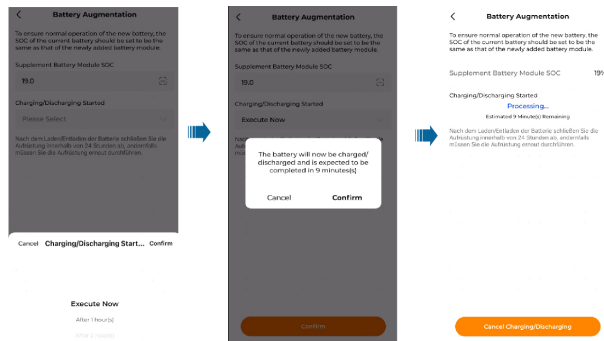 Battery Augmentation
To ensure normal operation of the new battery, the
SOC of the current battery should be set to be the
same as that of the newly added battery module.
Supplement Battery Module SOC
19.0
Charging/Discharging Started
Please Select
Nach dem Laden/Entladen der Batterie schließen Sie die
Aufrüstung innerhalb von 24 Stunden ab, andernfalls
müssen Sie die Aufrüstung erneut durchführen.
Cancel Charging/Discharging Start... Confirm
Execute Now
After 1 hour(s)
After 2 hour(s)
Battery Augmentation
To ensure normal operation of the new battery, the
SOC of the current battery should be set to be the
same as that of the newly added battery module.
Supplement Battery Module SOC
19.0
Charging/Discharging Started
Execute Now
The battery will now be charged/
discharged and is expected to be
completed in 9 minutes(s)
Cancel Confirm
Confirm
Battery Augmentation
To ensure normal operation of the new battery, the
SOC of the current battery should be set to be the
same as that of the newly added battery module.
Supplement Battery Module SOC 19%
Charging/Discharging Started
Processing...
Estimated 9 Minute(s) Remaining
Nach dem Laden/Entladen der Batterie schließen Sie die
Aufrüstung innerhalb von 24 Stunden ab, andernfalls
müssen Sie die Aufrüstung erneut durchführen.
Cancel Charging/Discharging